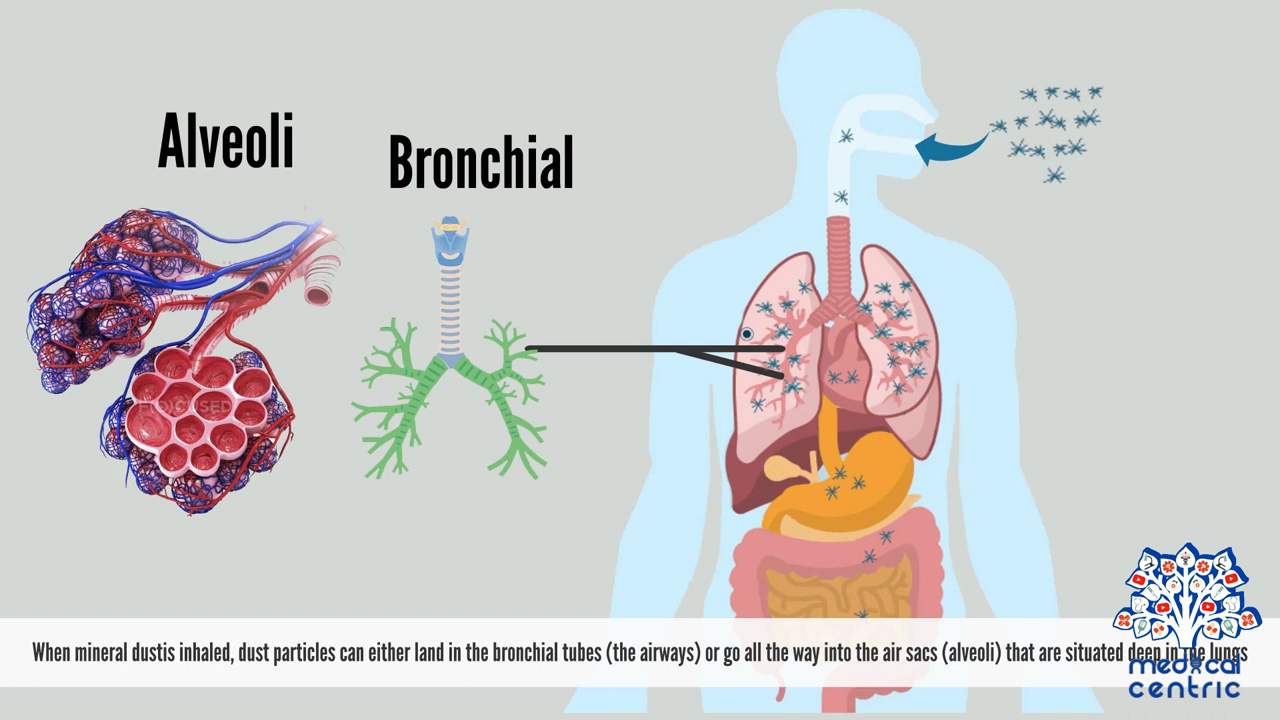 Alveoli
Bronchial
When mineral dustis inhaled, dust particles can either land in the bronchial tubes (the airways) or go all the way into the air sacs (alveoli) that are situated deep in the lungs
medical
centric